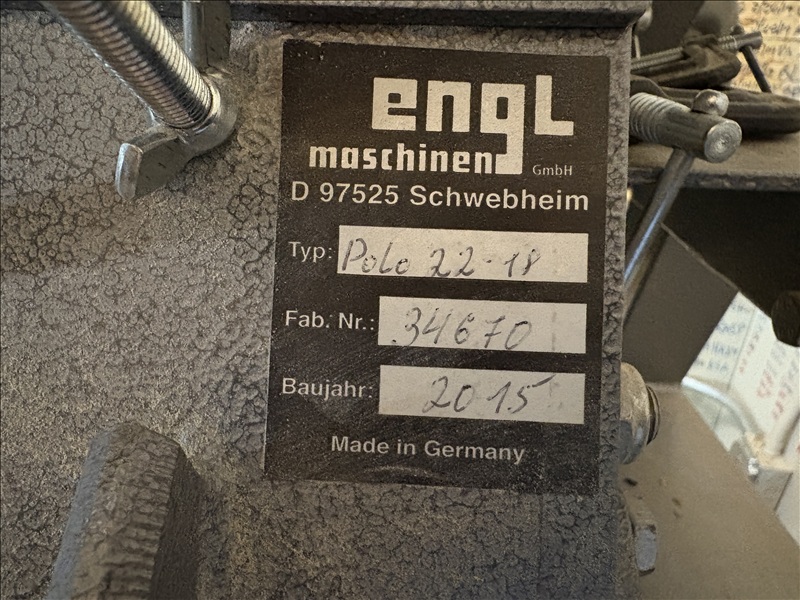 engl
maschinen GmbH
D 97525 Schwebheim
Typ: Polo 22-18
Fab. Nr.: 34670
Baujahr: 2015
Made in Germany